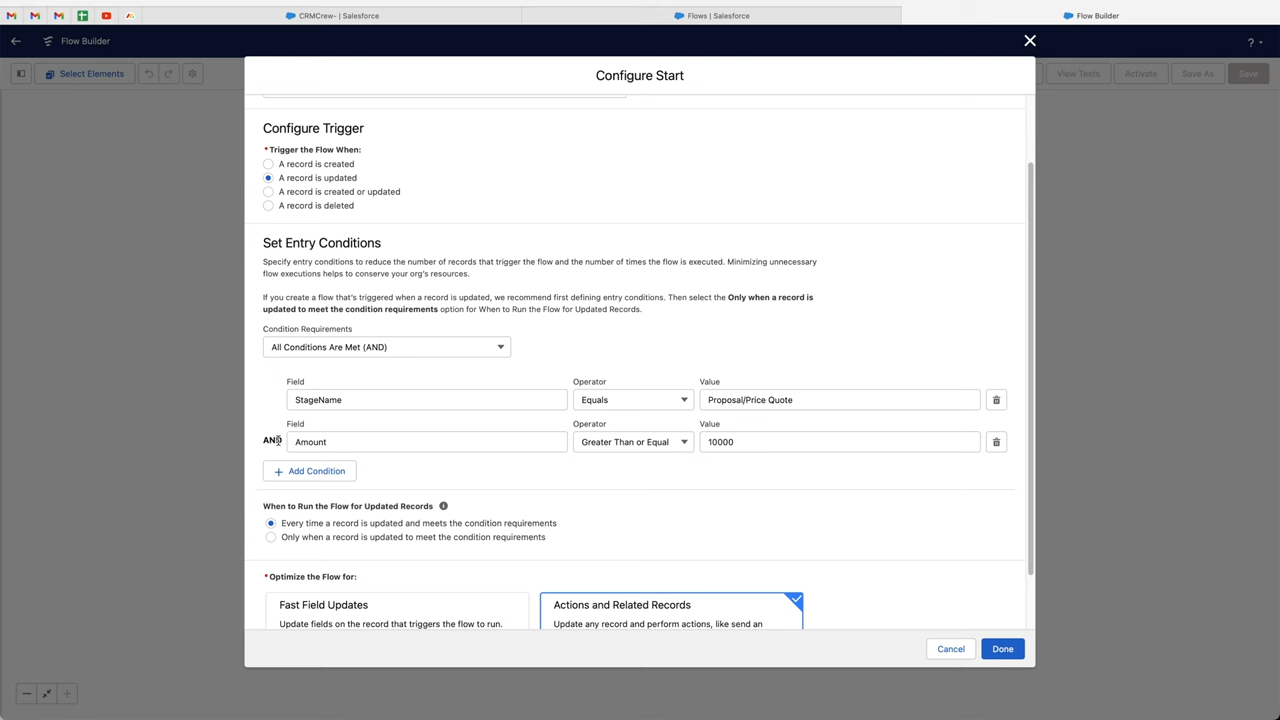 CRMCrew- | Salesforce
Flows | Salesforce
Flow Builder
Flow Builder
?
Select Elements
View Tests
Activate
Save As
Save
Configure Start
Configure Trigger
* Trigger the Flow When:
A record is created
A record is updated
A record is created or updated
A record is deleted
Set Entry Conditions
Specify entry conditions to reduce the number of records that trigger the flow and the number of times the flow is executed. Minimizing unnecessary
flow executions helps to conserve your org's resources.
If you create a flow that's triggered when a record is updated, we recommend first defining entry conditions. Then select the Only when a record is
updated to meet the condition requirements option for When to Run the Flow for Updated Records.
Condition Requirements
All Conditions Are Met (AND)
Field Operator Value
StageName Equals Proposal/Price Quote
Field Operator Value
AND Amount Greater Than or Equal 10000
+ Add Condition
When to Run the Flow for Updated Records
Every time a record is updated and meets the condition requirements
Only when a record is updated to meet the condition requirements
* Optimize the Flow for:
Fast Field Updates
Update fields on the record that triggers the flow to run.
Actions and Related Records
Update any record and perform actions, like send an
Cancel
Done